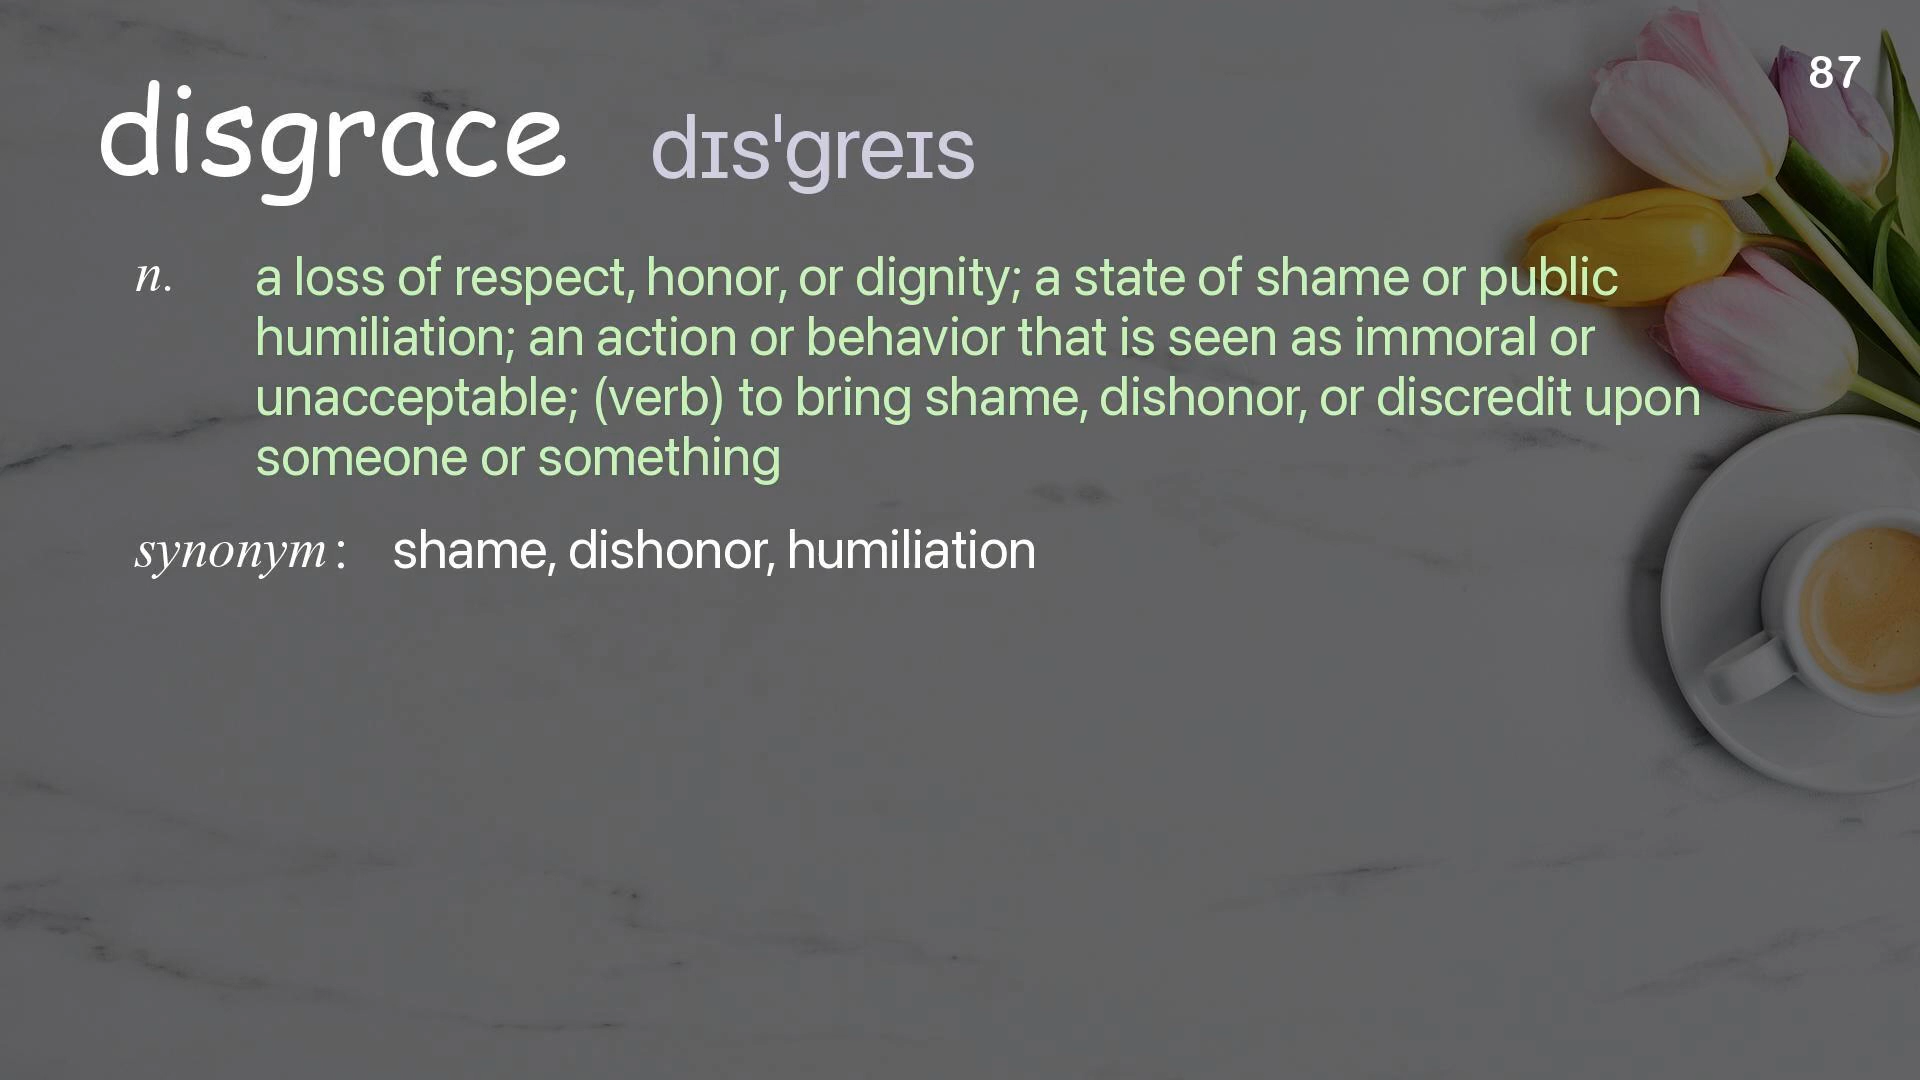 87
disgrace dɪsˈgreɪs
n. a loss of respect, honor, or dignity; a state of shame or public
humiliation; an action or behavior that is seen as immoral or
unacceptable; (verb) to bring shame, dishonor, or discredit upon
someone or something
synonym : shame, dishonor, humiliation